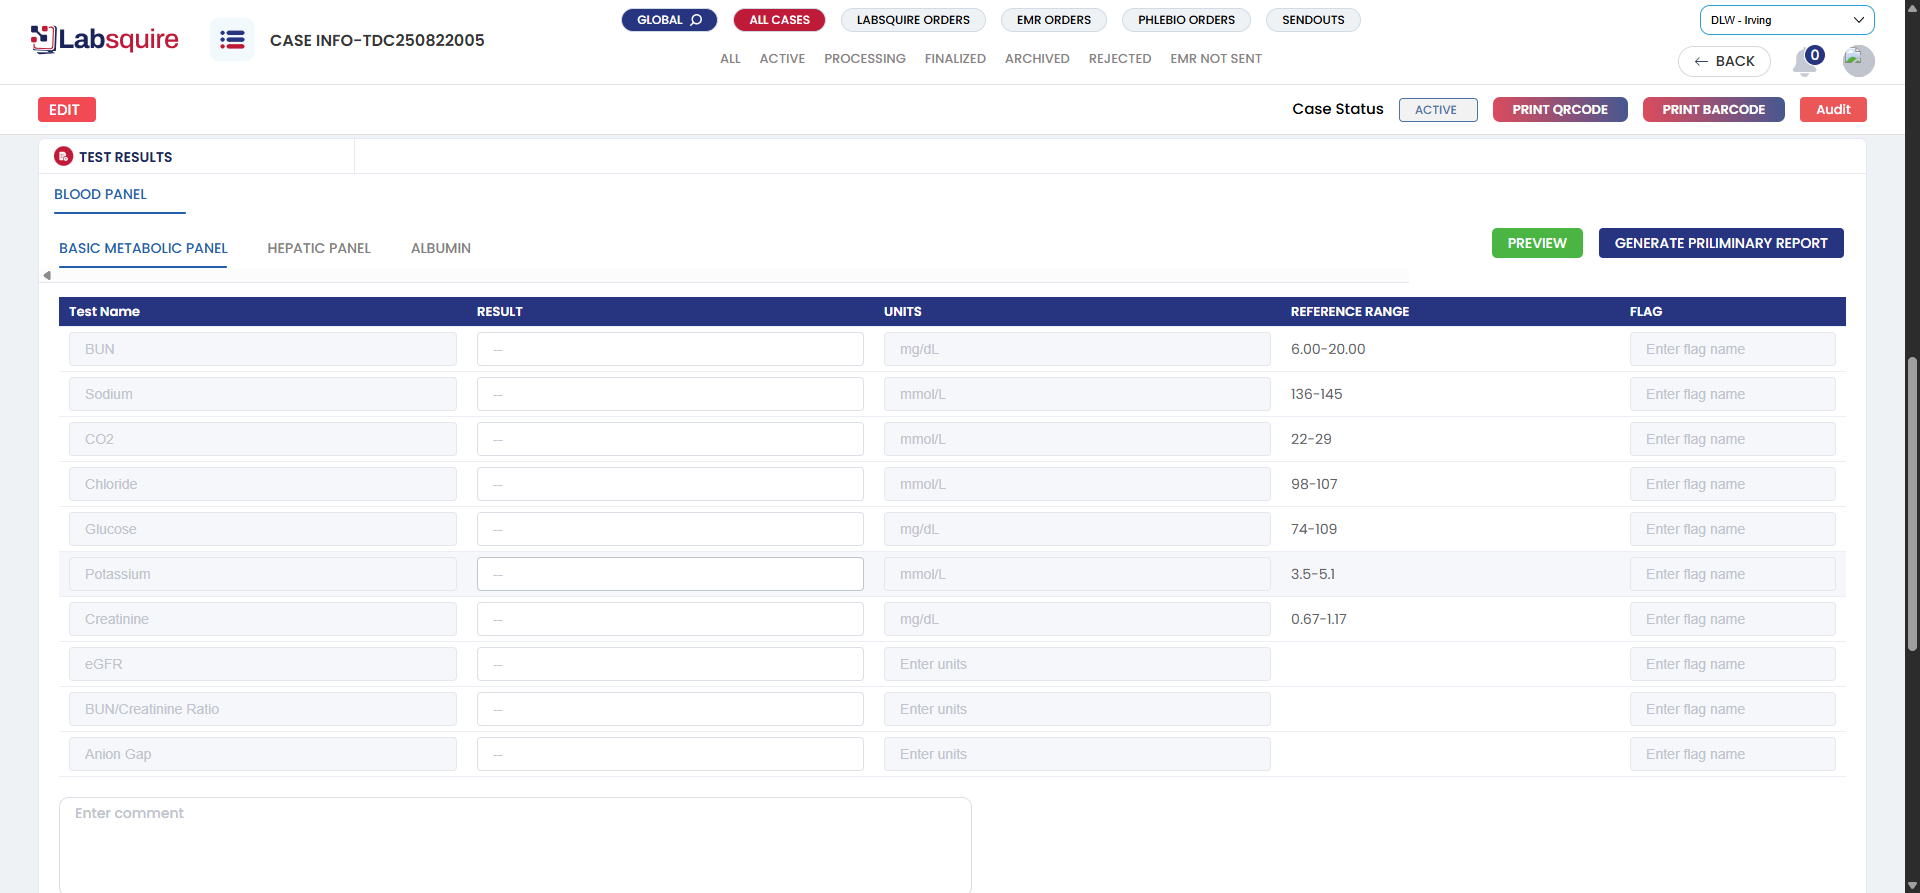 Labsquire
CASE INFO-TDC250822005
GLOBAL
ALL CASES
LABSQUIRE ORDERS
EMR ORDERS
PHLEBIO ORDERS
SENDOUTS
DLW - Irving
ALL
ACTIVE
PROCESSING
FINALIZED
ARCHIVED
REJECTED
EMR NOT SENT
BACK
0
EDIT
Case Status
ACTIVE
PRINT QRCODE
PRINT BARCODE
Audit
TEST RESULTS
BLOOD PANEL
BASIC METABOLIC PANEL
HEPATIC PANEL
ALBUMIN
PREVIEW
GENERATE PRILIMINARY REPORT
Test Name RESULT UNITS REFERENCE RANGE FLAG
BUN -- mg/dL 6.00-20.00 Enter flag name
Sodium -- mmol/L 136-145 Enter flag name
CO2 -- mmol/L 22-29 Enter flag name
Chloride -- mmol/L 98-107 Enter flag name
Glucose -- mg/dL 74-109 Enter flag name
Potassium -- mmol/L 3.5-5.1 Enter flag name
Creatinine -- mg/dL 0.67-1.17 Enter flag name
eGFR -- Enter units Enter flag name
BUN/Creatinine Ratio -- Enter units Enter flag name
Anion Gap -- Enter units Enter flag name
Enter comment